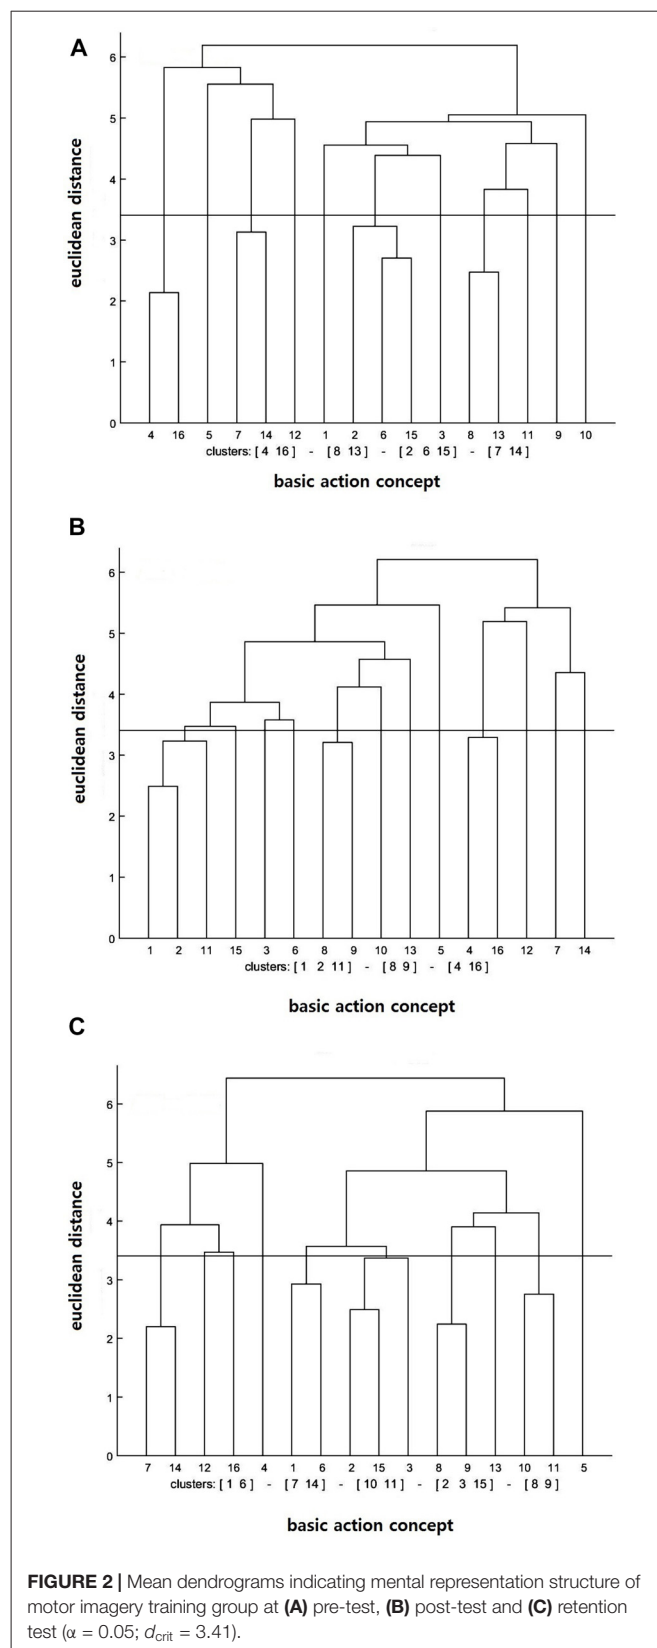 A
6
5
4
3
2
1
0
euclidean distance
4 16 5 7 14 12 1 2 6 15 3 8 13 11 9 10
clusters: [ 4 16 ] - [ 8 13 ] - [ 2 6 15 ] - [ 7 14 ]
basic action concept
B
6
5
4
3
2
1
0
euclidean distance
1 2 11 15 3 6 8 9 10 13 5 4 16 12 7 14
clusters: [ 1 2 11 ] - [ 8 9 ] - [ 4 16 ]
basic action concept
C
6
5
4
3
2
1
0
euclidean distance
7 14 12 16 4 1 6 2 15 3 8 9 13 10 11 5
clusters: [ 1 6 ] - [ 7 14 ] - [ 10 11 ] - [ 2 3 15 ] - [ 8 9 ]
basic action concept
FIGURE 2 | Mean dendrograms indicating mental representation structure of
motor imagery training group at (A) pre-test, (B) post-test and (C) retention
test (α = 0.05; dcrit = 3.41).